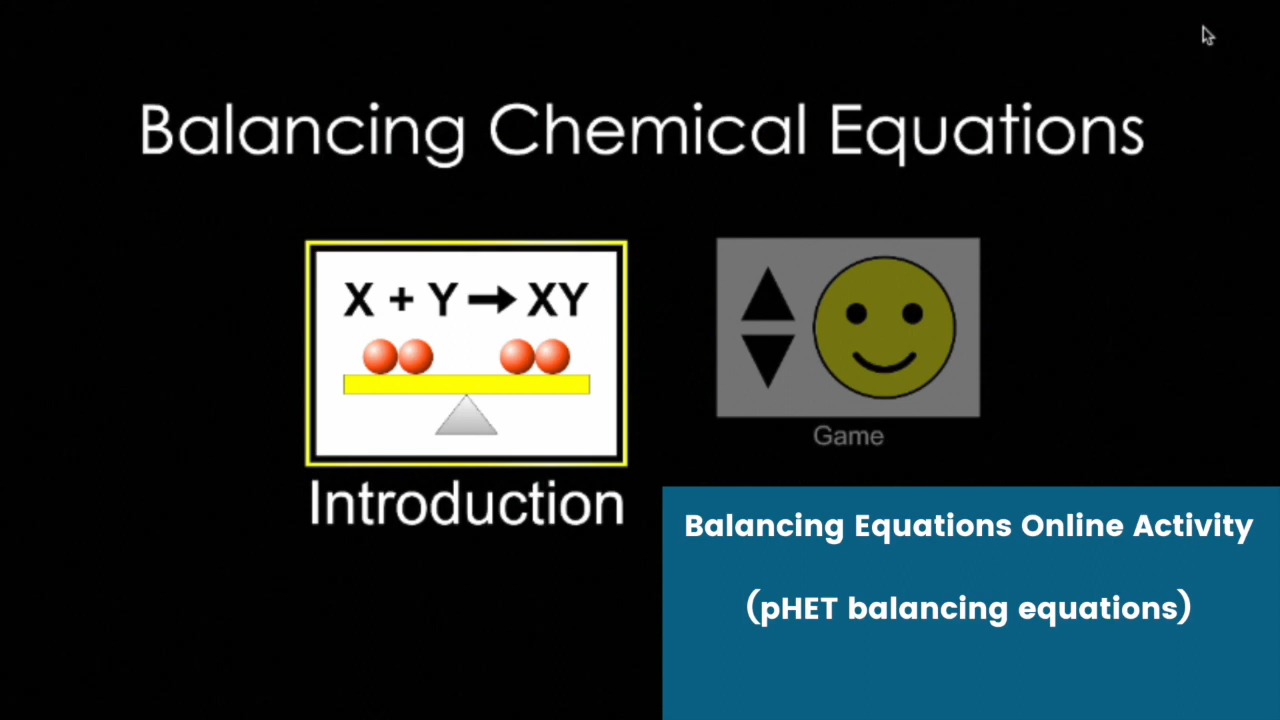 Balancing Chemical Equations
X + Y → XY
Introduction
Game
Balancing Equations Online Activity
(pHET balancing equations)